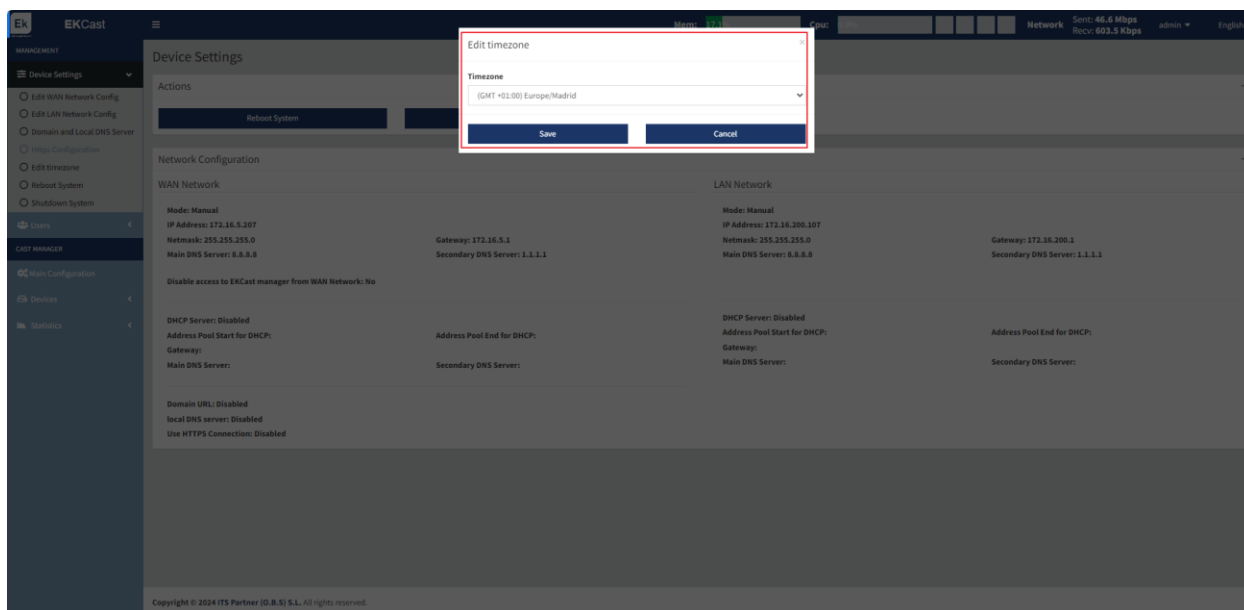 Ek EKCast
Mem: 17.1% Cpu: Network Sent: 46.6 Mbps Recv: 603.5 Kbps admin English
MANAGEMENT
Device Settings
Edit WAN Network Config
Edit LAN Network Config
Domain and Local DNS Server
Https Configuration
Edit timezone
Reboot System
Shutdown System
Users
CAST MANAGER
Main Configuration
Devices
Statistics
Device Settings
Actions
Reboot System
Edit timezone ×
Timezone
(GMT +01:00) Europe/Madrid
Save Cancel
Network Configuration
WAN Network
Mode: Manual
IP Address: 172.16.5.207
Netmask: 255.255.255.0 Gateway: 172.16.5.1
Main DNS Server: 8.8.8.8 Secondary DNS Server: 1.1.1.1
Disable access to EKCast manager from WAN Network: No
DHCP Server: Disabled
Address Pool Start for DHCP: Address Pool End for DHCP:
Gateway:
Main DNS Server: Secondary DNS Server:
Domain URL: Disabled
local DNS server: Disabled
Use HTTPS Connection: Disabled
LAN Network
Mode: Manual
IP Address: 172.16.200.107
Netmask: 255.255.255.0 Gateway: 172.16.200.1
Main DNS Server: 8.8.8.8 Secondary DNS Server: 1.1.1.1
DHCP Server: Disabled
Address Pool Start for DHCP: Address Pool End for DHCP:
Gateway:
Main DNS Server: Secondary DNS Server:
Copyright © 2024 ITS Partner (O.B.S) S.L. All rights reserved.